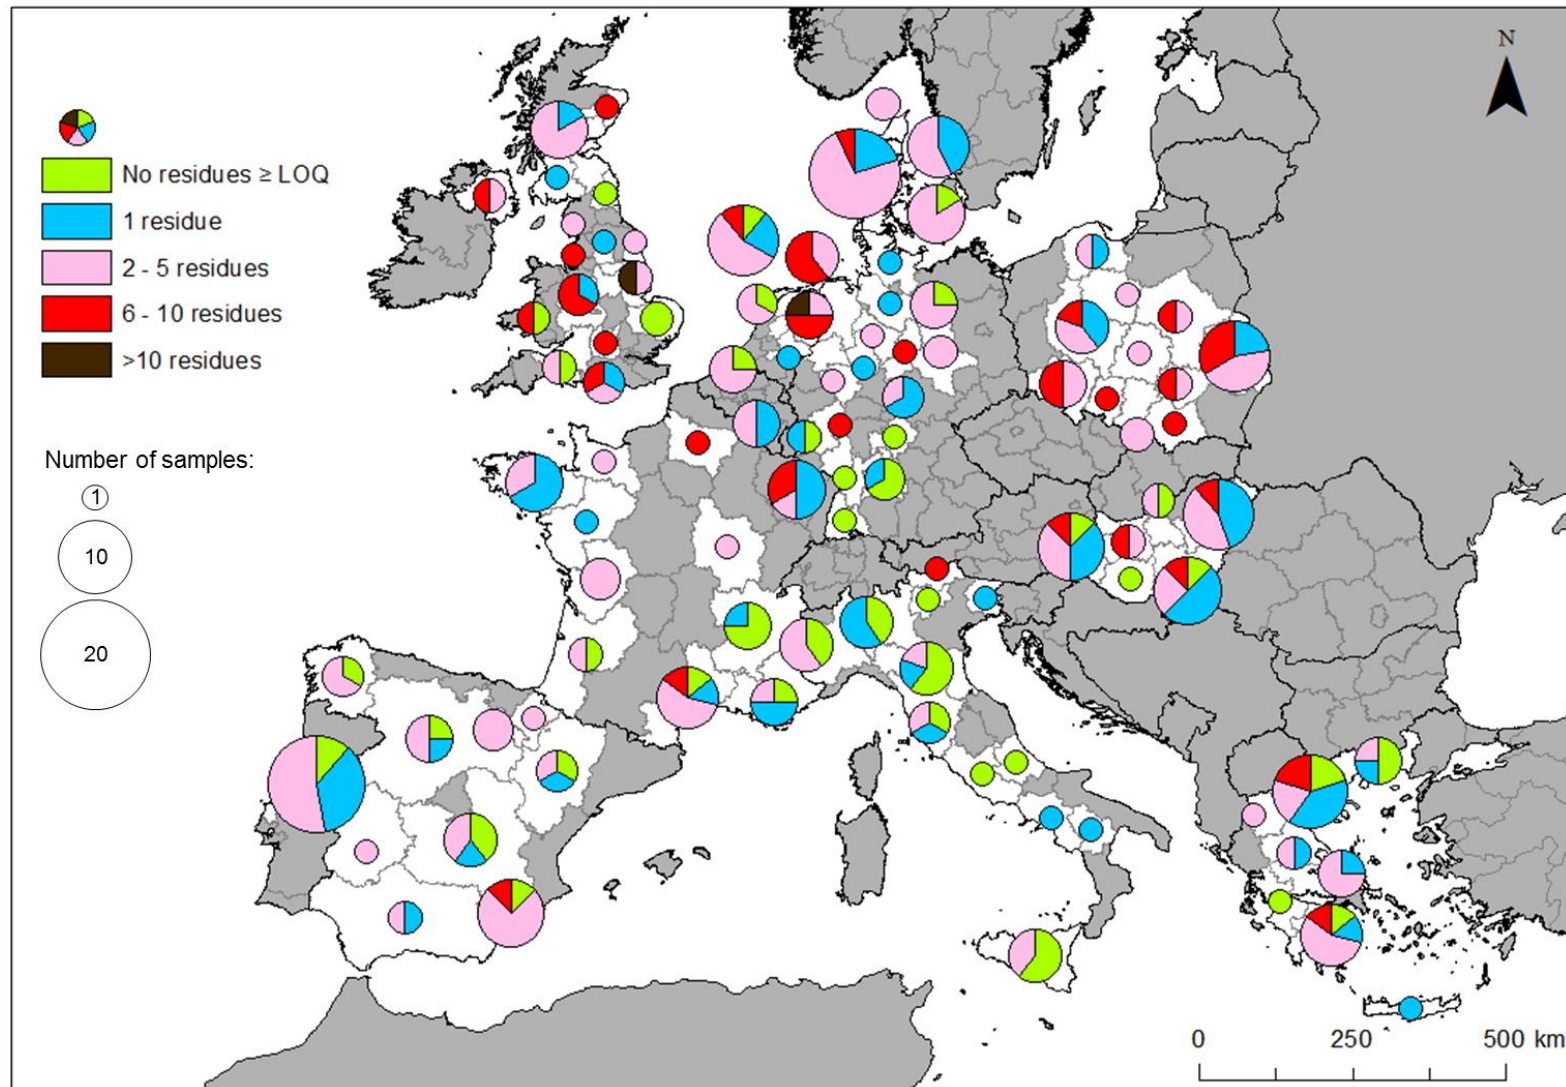 N
No residues ≥ LOQ
1 residue
2 - 5 residues
6 - 10 residues
>10 residues
Number of samples:
1
10
20
0 250 500 km